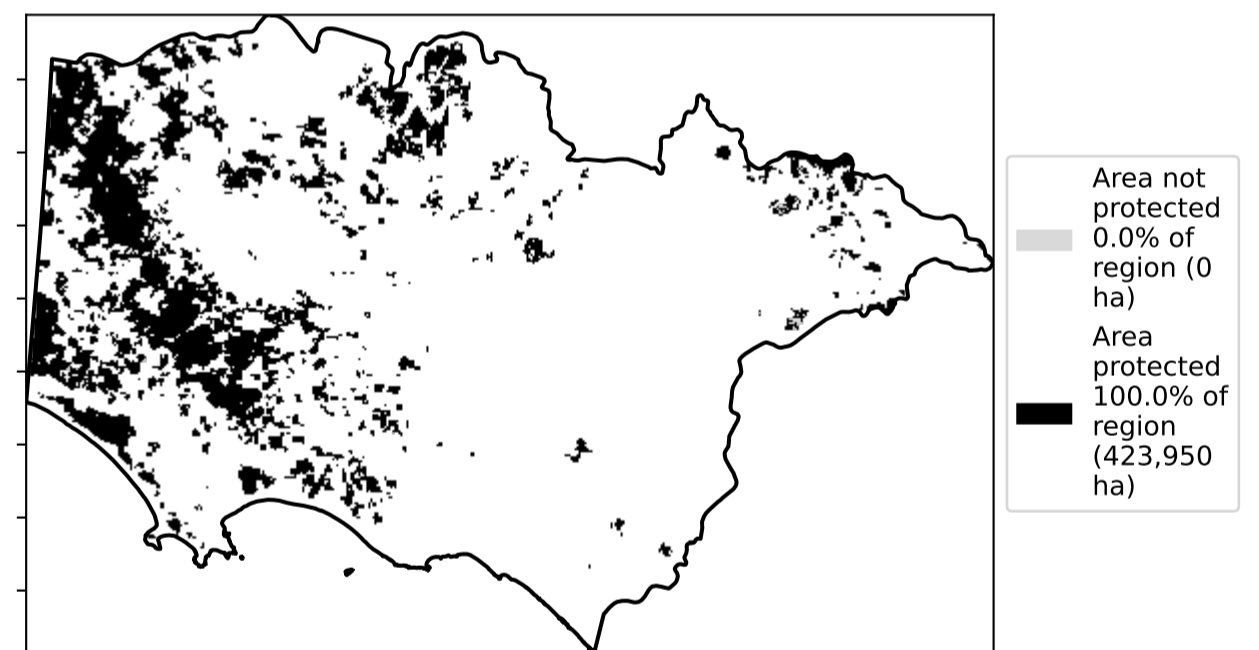 Area not
protected
0.0% of
region (0
ha)
Area
protected
100.0% of
region
(423,950
ha)